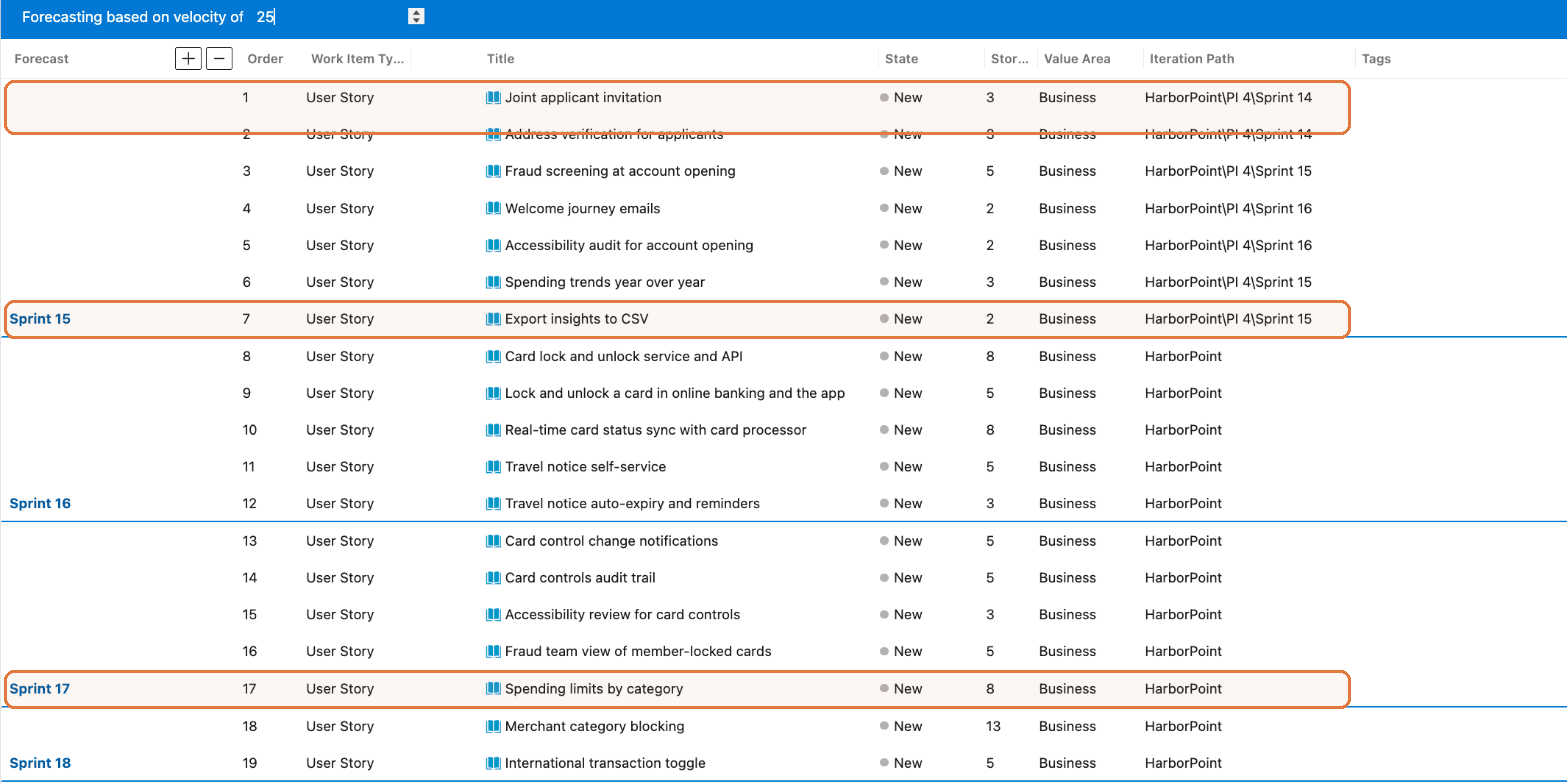 Forecasting based on velocity of 25
Forecast Order Work Item Ty... Title State Stor... Value Area Iteration Path Tags
1 User Story Joint applicant invitation New 3 Business HarborPoint\PI 4\Sprint 14
2 User Story Address verification for applicants New 3 Business HarborPoint\PI 4\Sprint 14
3 User Story Fraud screening at account opening New 5 Business HarborPoint\PI 4\Sprint 15
4 User Story Welcome journey emails New 2 Business HarborPoint\PI 4\Sprint 16
5 User Story Accessibility audit for account opening New 2 Business HarborPoint\PI 4\Sprint 16
6 User Story Spending trends year over year New 3 Business HarborPoint\PI 4\Sprint 15
Sprint 15 7 User Story Export insights to CSV New 2 Business HarborPoint\PI 4\Sprint 15
8 User Story Card lock and unlock service and API New 8 Business HarborPoint
9 User Story Lock and unlock a card in online banking and the app New 5 Business HarborPoint
10 User Story Real-time card status sync with card processor New 8 Business HarborPoint
11 User Story Travel notice self-service New 5 Business HarborPoint
Sprint 16 12 User Story Travel notice auto-expiry and reminders New 3 Business HarborPoint
13 User Story Card control change notifications New 5 Business HarborPoint
14 User Story Card controls audit trail New 5 Business HarborPoint
15 User Story Accessibility review for card controls New 3 Business HarborPoint
16 User Story Fraud team view of member-locked cards New 5 Business HarborPoint
Sprint 17 17 User Story Spending limits by category New 8 Business HarborPoint
18 User Story Merchant category blocking New 13 Business HarborPoint
Sprint 18 19 User Story International transaction toggle New 5 Business HarborPoint